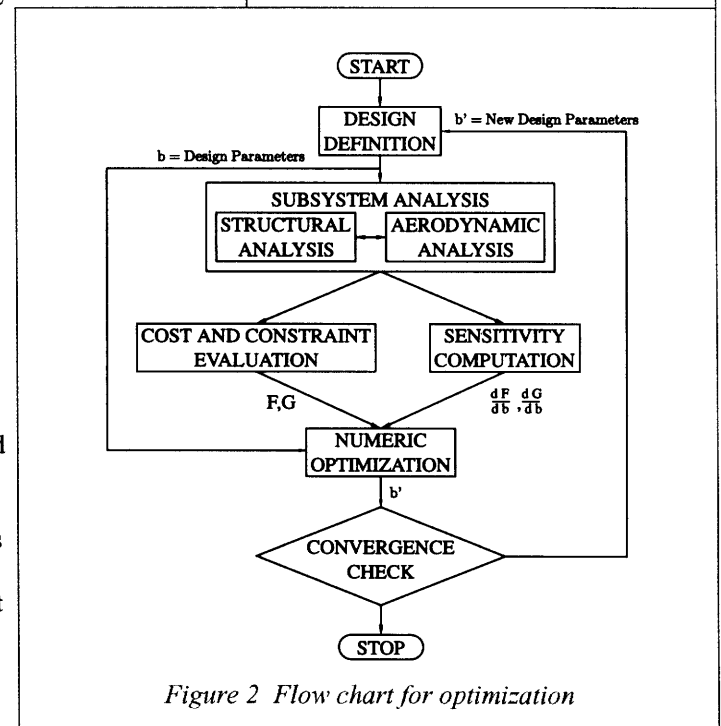 START
DESIGN
DEFINITION
b' = New Design Parameters
b = Design Parameters
SUBSYSTEM ANALYSIS
STRUCTURAL
ANALYSIS
AERODYNAMIC
ANALYSIS
COST AND CONSTRAINT
EVALUATION
SENSITIVITY
COMPUTATION
F,G
dF/db , dG/db
NUMERIC
OPTIMIZATION
b'
CONVERGENCE
CHECK
STOP
Figure 2 Flow chart for optimization